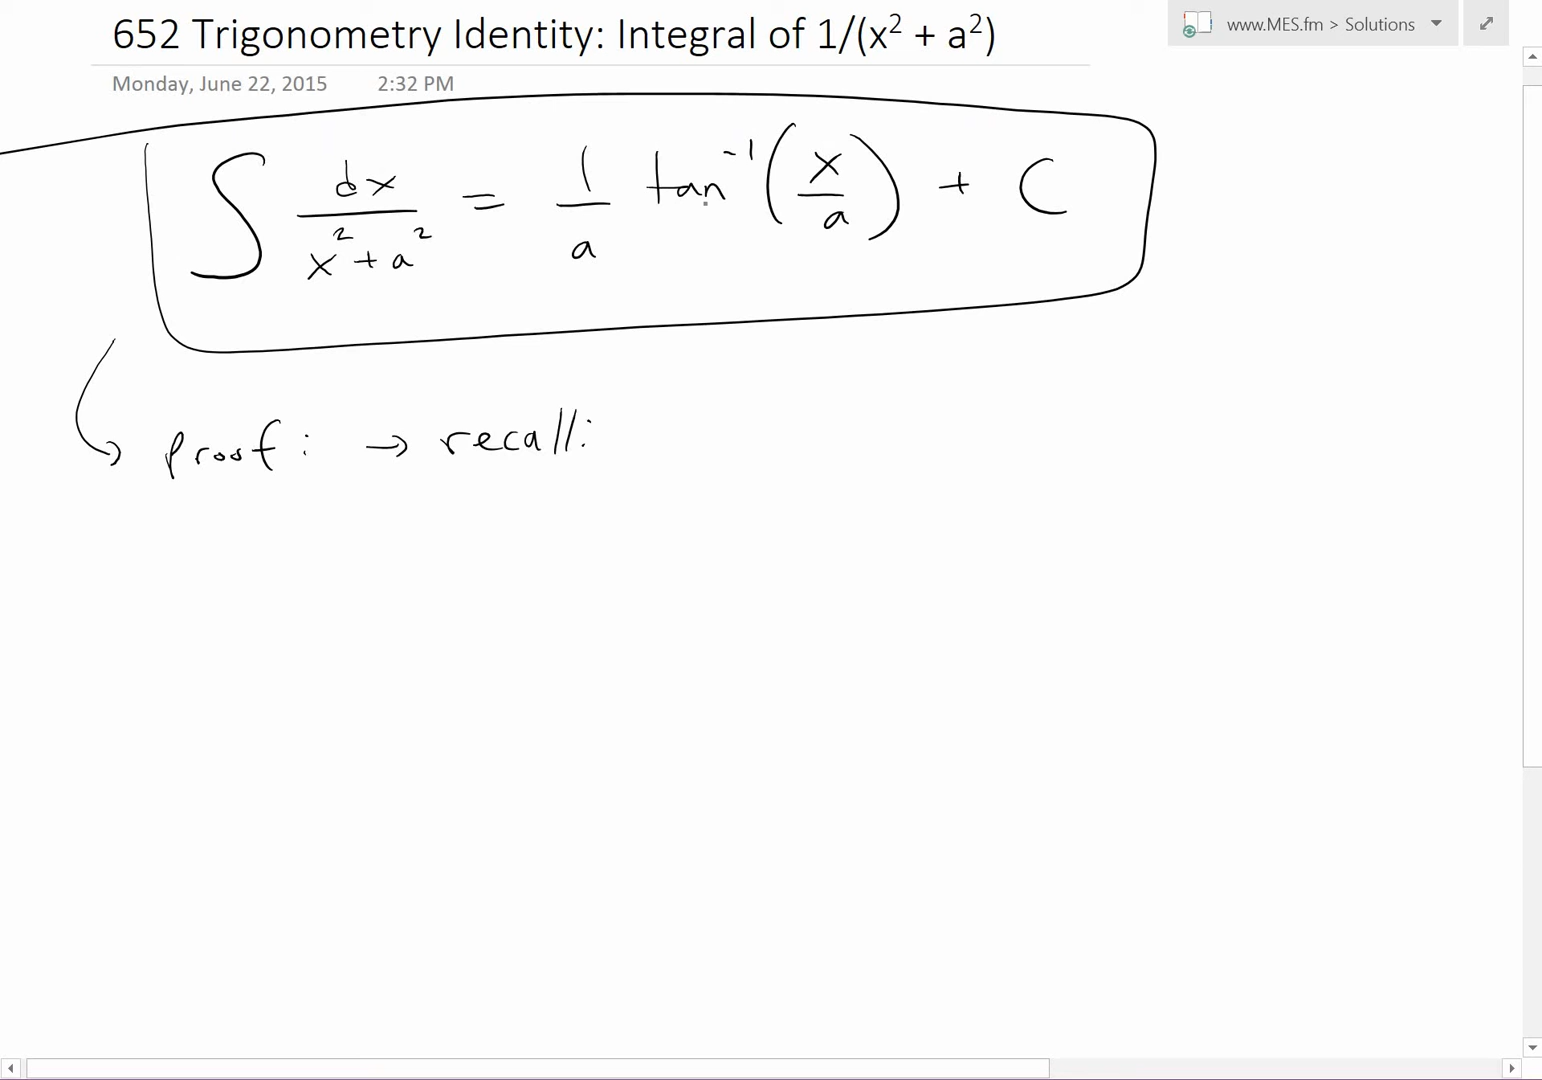 652 Trigonometry Identity: Integral of 1/(x² + a²)
www.MES.fm > Solutions
Monday, June 22, 2015 2:32 PM
∫ dx/(x² + a²) = 1/a tan⁻¹(x/a) + C
proof: → recall: